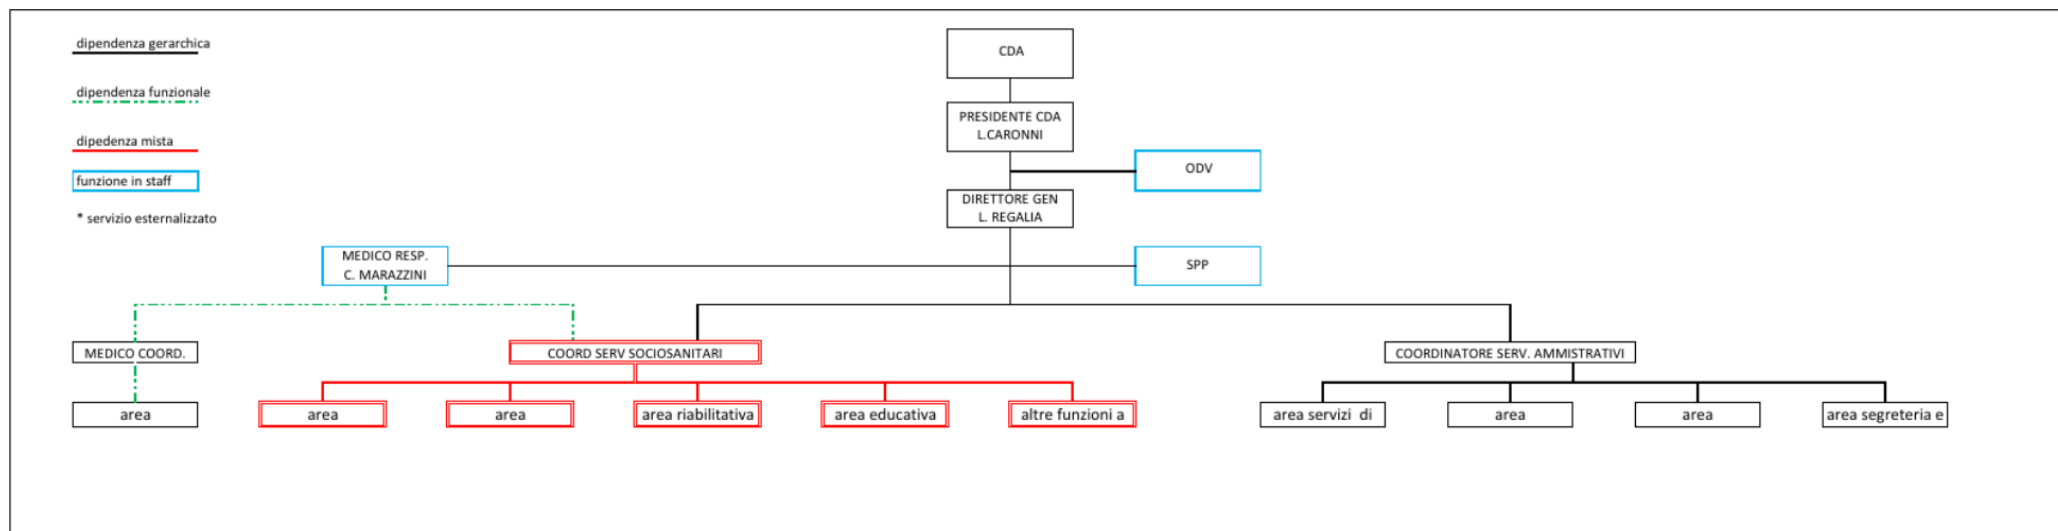 dipendenza gerarchica
dipendenza funzionale
dipedenza mista
funzione in staff
* servizio esternalizzato
CDA
PRESIDENTE CDA
L.CARONNI
ODV
DIRETTORE GEN
L. REGALIA
MEDICO RESP.
C. MARAZZINI
SPP
MEDICO COORD.
COORD SERV SOCIOSANITARI
COORDINATORE SERV. AMMISTRATIVI
area
area
area
area riabilitativa
area educativa
altre funzioni a
area servizi di
area
area
area segreteria e